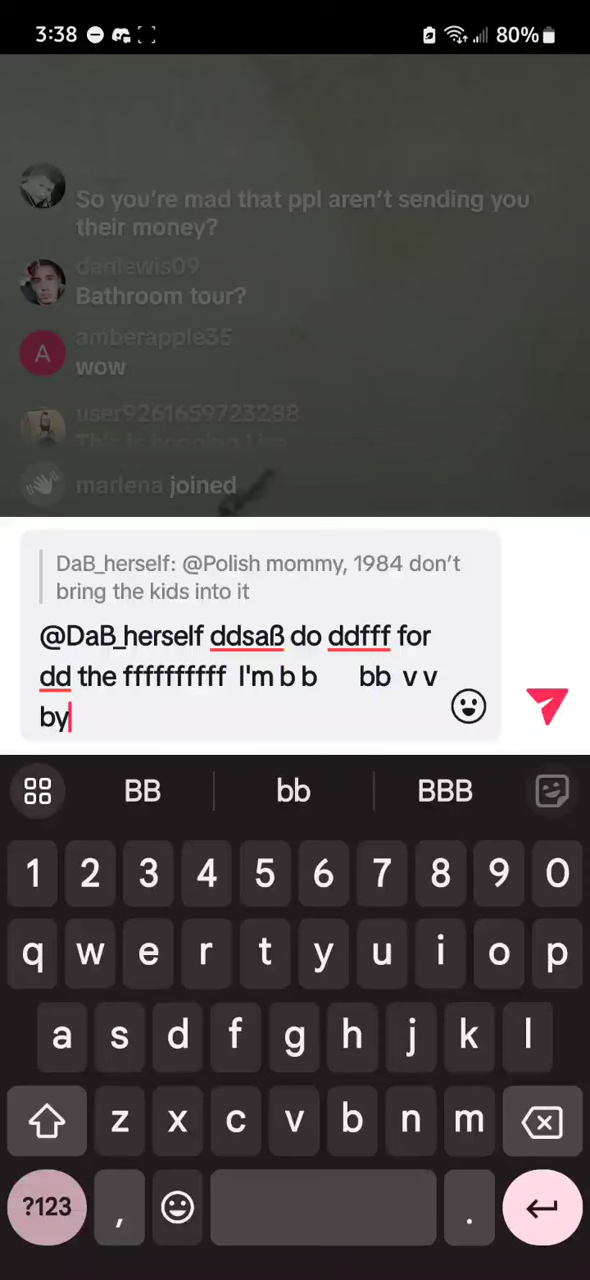 3:38
80%
So you're mad that ppl aren't sending you
their money?
danlewis09
Bathroom tour?
A
amberapple35
wow
user9261659723288
marlena joined
DaB_herself: @Polish mommy, 1984 don't
bring the kids into it
@DaB_herself ddsaß do ddfff for
dd the ffffffffff I'm b b bb v v
by
BB bb BBB
1 2 3 4 5 6 7 8 9 0
q w e r t y u i o p
a s d f g h j k l
z x c v b n m
?123 , .